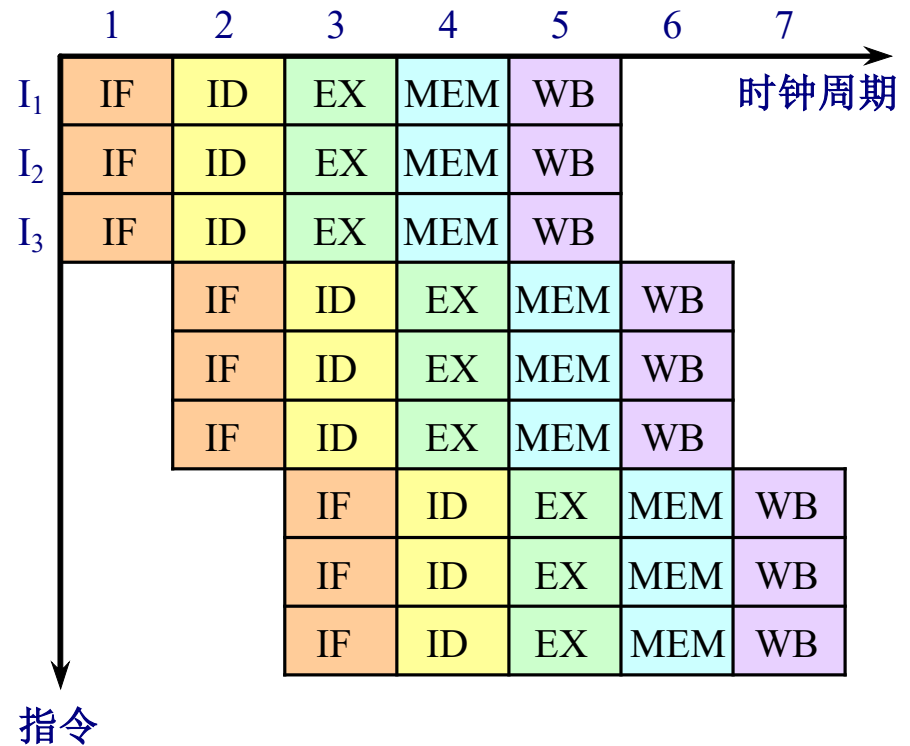 1 2 3 4 5 6 7
时钟周期
I₁ IF ID EX MEM WB
I₂ IF ID EX MEM WB
I₃ IF ID EX MEM WB
IF ID EX MEM WB
IF ID EX MEM WB
IF ID EX MEM WB
IF ID EX MEM WB
IF ID EX MEM WB
IF ID EX MEM WB
指令